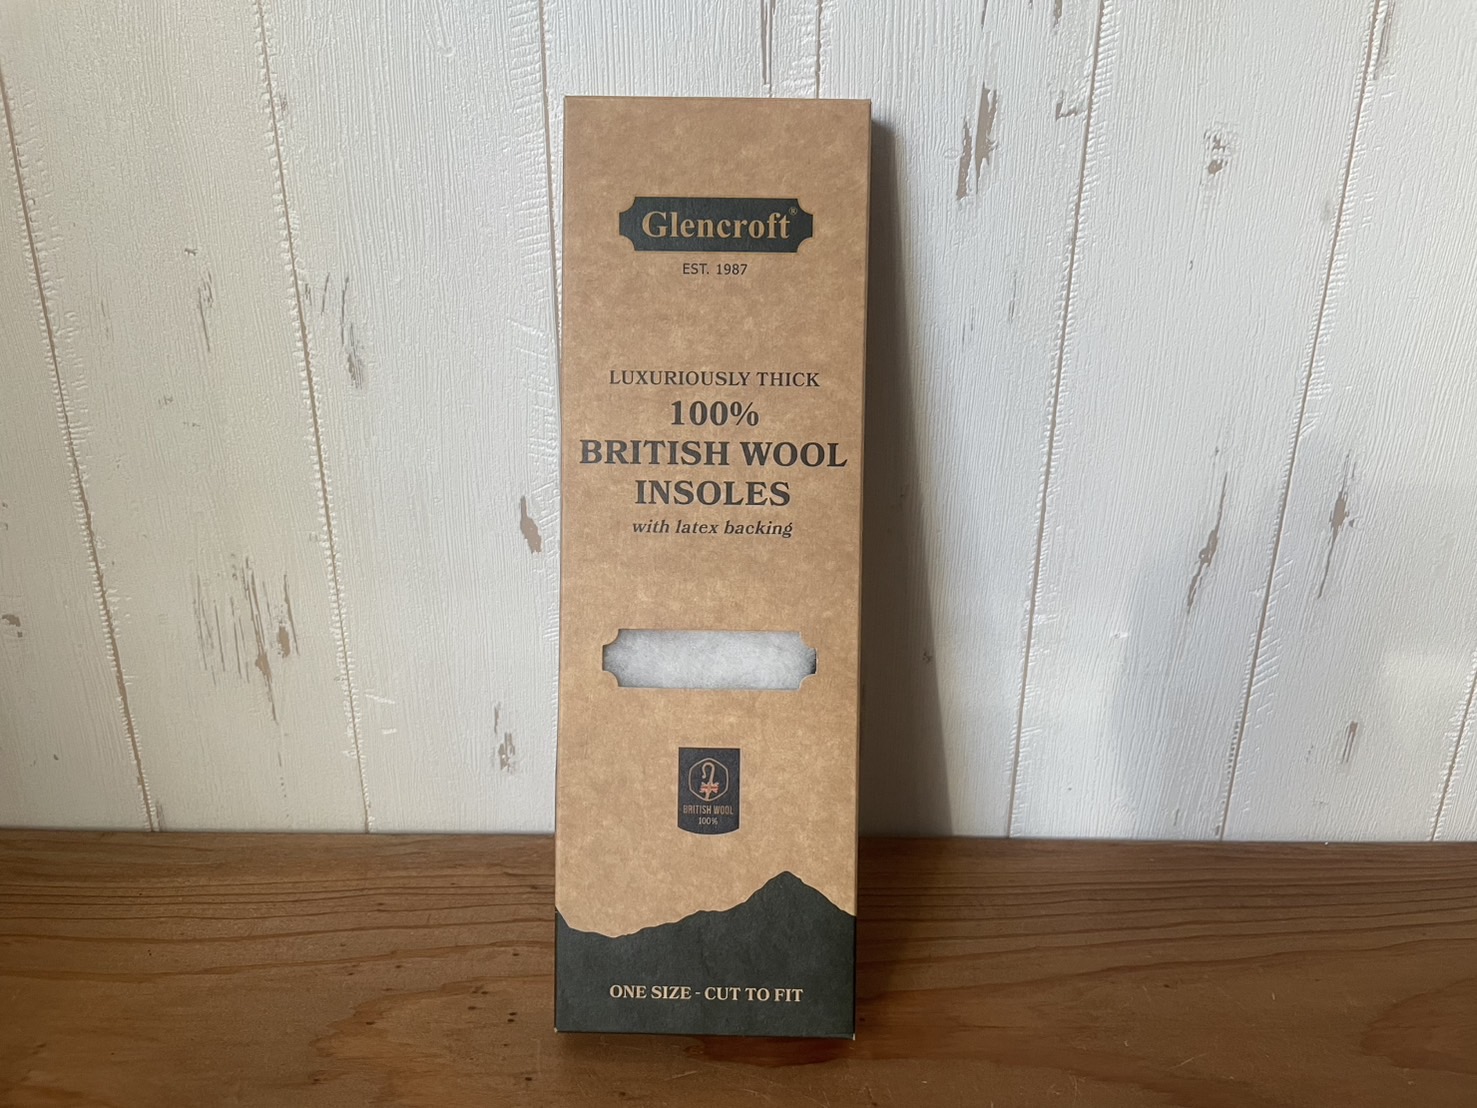 Glencroft®
EST. 1987
LUXURIOUSLY THICK
100%
BRITISH WOOL
INSOLES
with latex backing
BRITISH WOOL
100%
ONE SIZE - CUT TO FIT